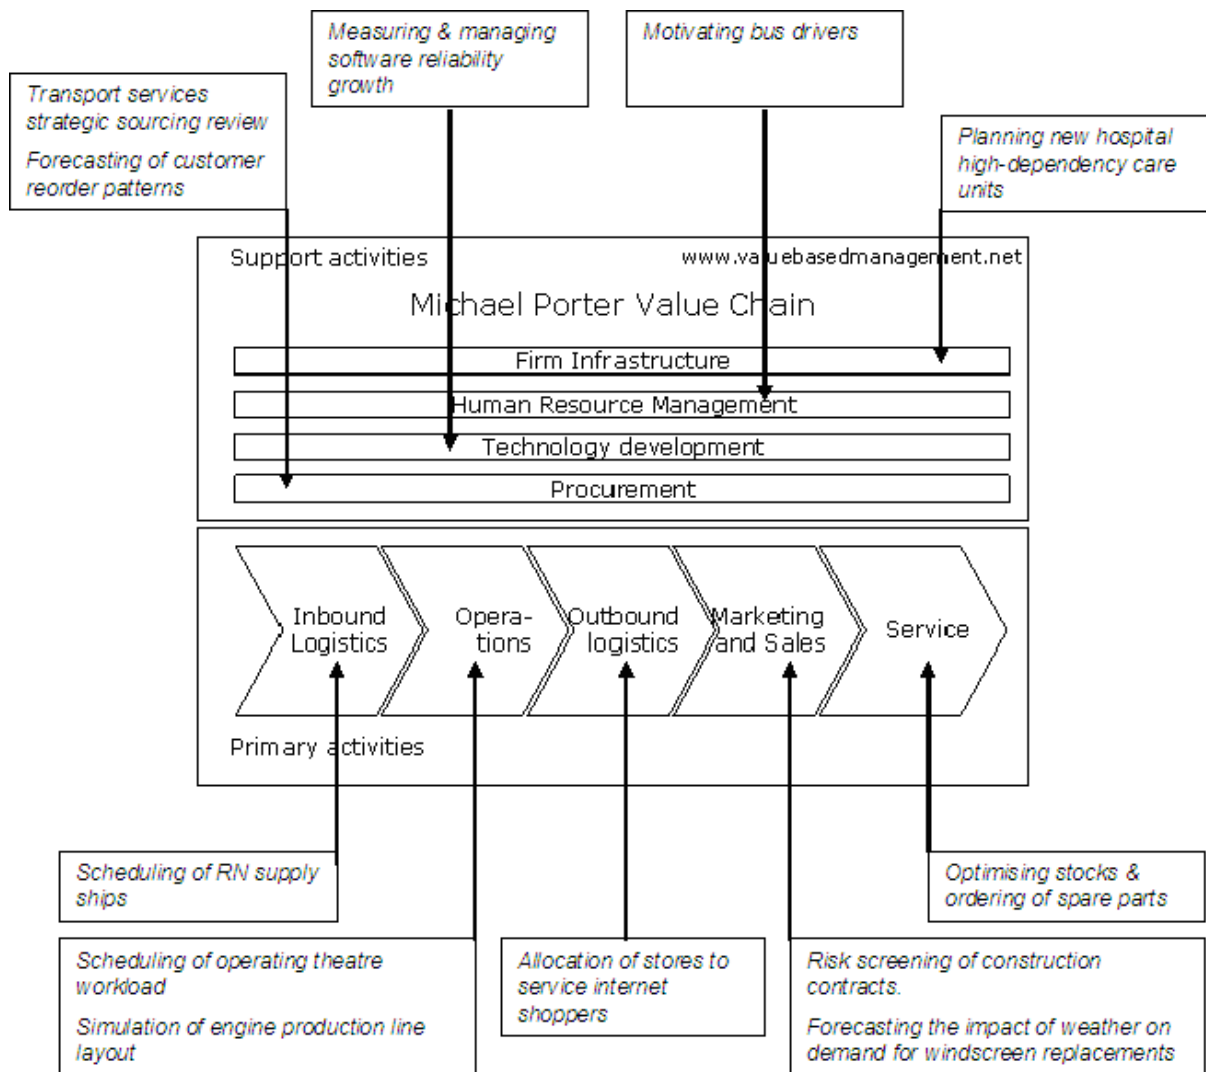 Measuring & managing
software reliability
growth
Motivating bus drivers
Transport services
strategic sourcing review
Forecasting of customer
reorder patterns
Planning new hospital
high-dependency care
units
Support activities
www.valuebasedmanagement.net
Michael Porter Value Chain
Firm Infrastructure
Human Resource Management
Technology development
Procurement
Inbound
Logistics
Opera-
tions
Outbound
logistics
Marketing
and Sales
Service
Primary activities
Scheduling of RN supply
ships
Optimising stocks &
ordering of spare parts
Scheduling of operating theatre
workload
Simulation of engine production line
layout
Allocation of stores to
service internet
shoppers
Risk screening of construction
contracts.
Forecasting the impact of weather on
demand for windscreen replacements